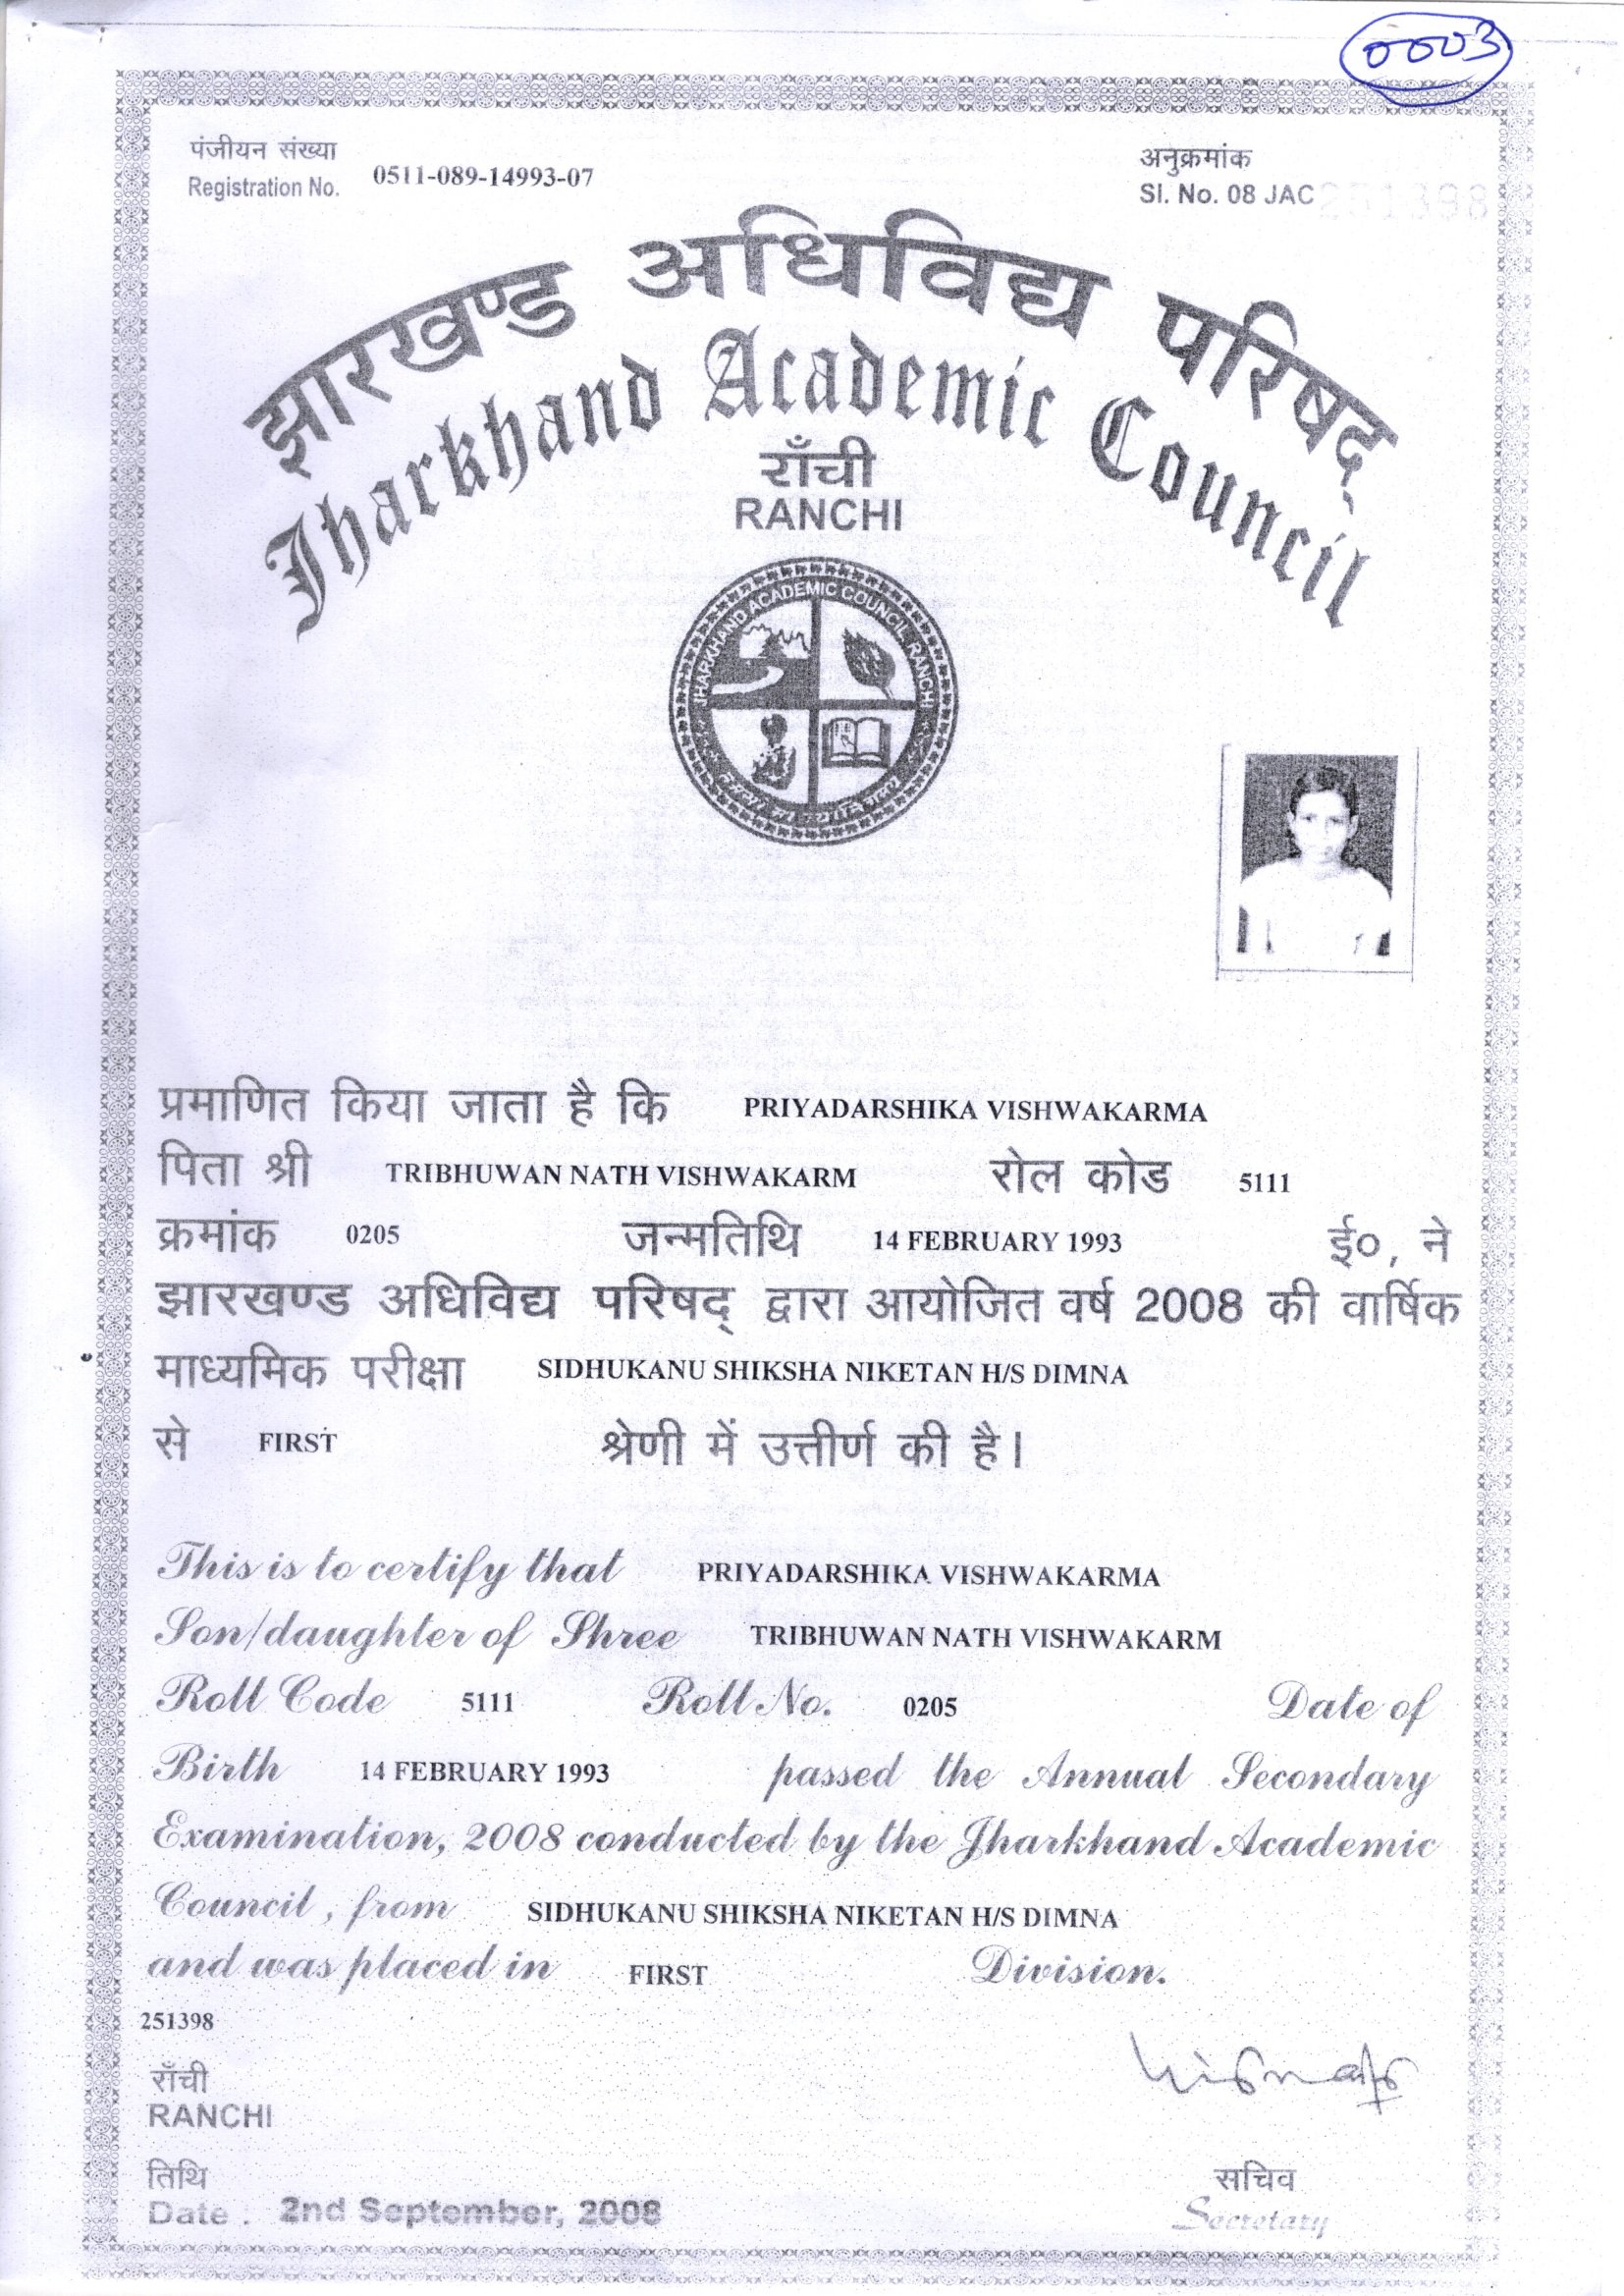 0003
पंजीयन संख्या
Registration No. 0511-089-14993-07
अनुक्रमांक
Sl. No. 08 JAC 251398
झारखण्ड अधिविद्य परिषद्
Jharkhand Academic Council
राँची
RANCHI
JHARKHAND ACADEMIC COUNCIL RANCHI
प्रमाणित किया जाता है कि PRIYADARSHIKA VISHWAKARMA
पिता श्री TRIBHUWAN NATH VISHWAKARM रोल कोड 5111
क्रमांक 0205 जन्मतिथि 14 FEBRUARY 1993 ई०, ने
झारखण्ड अधिविद्य परिषद् द्वारा आयोजित वर्ष 2008 की वार्षिक
माध्यमिक परीक्षा SIDHUKANU SHIKSHA NIKETAN H/S DIMNA
से FIRST श्रेणी में उत्तीर्ण की है।
This is to certify that PRIYADARSHIKA VISHWAKARMA
Son/daughter of Shree TRIBHUWAN NATH VISHWAKARM
Roll Code 5111 Roll No. 0205 Date of
Birth 14 FEBRUARY 1993 passed the Annual Secondary
Examination, 2008 conducted by the Jharkhand Academic
Council, from SIDHUKANU SHIKSHA NIKETAN H/S DIMNA
and was placed in FIRST Division.
251398
राँची
RANCHI
तिथि
Date : 2nd September, 2008
सचिव
Secretary